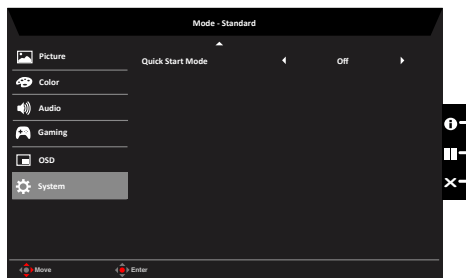 Mode - Standard
Picture
Quick Start Mode Off
Color
Audio
Gaming
OSD
System
Move Enter